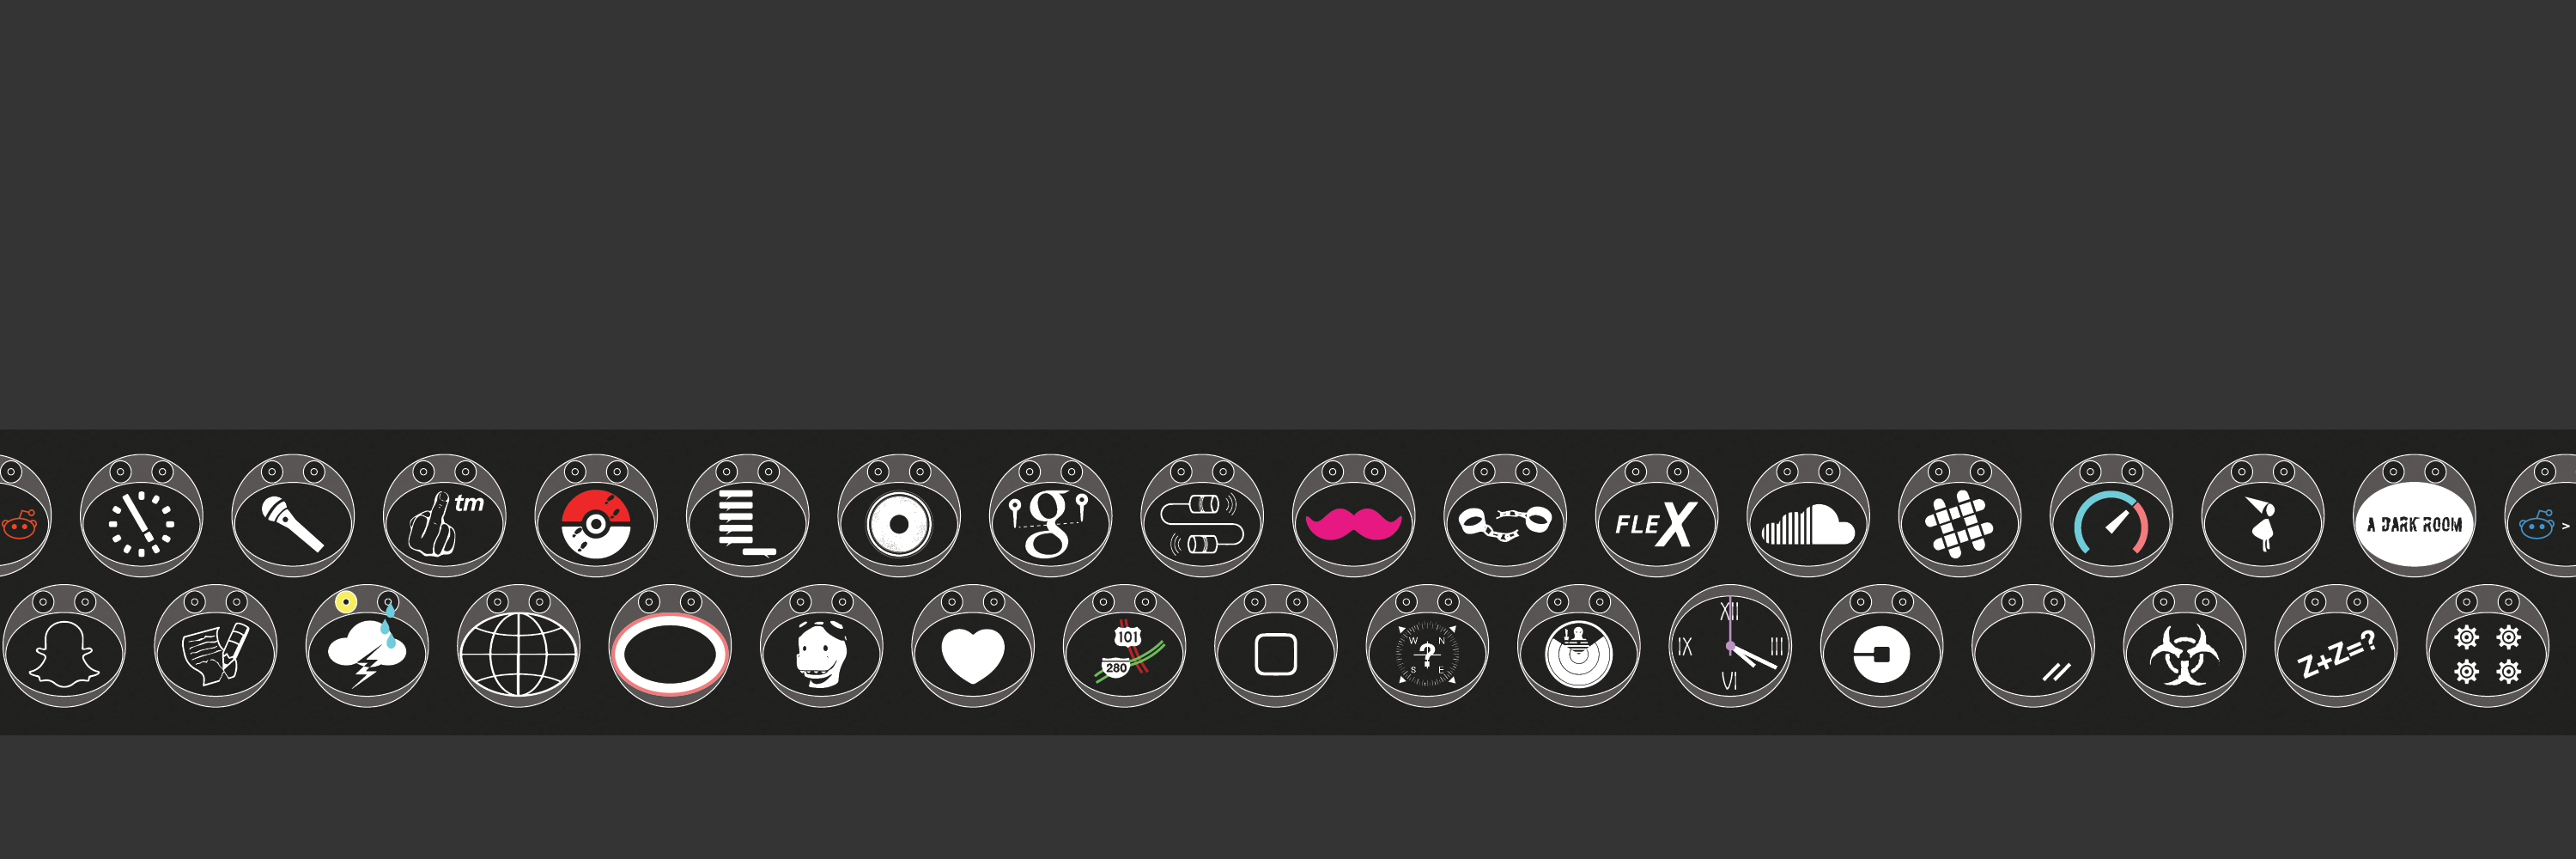 tm
g
FLEX
A DARK ROOM
>
101
280
W N
?
S E
XII
IX III
VI
Z+Z=?